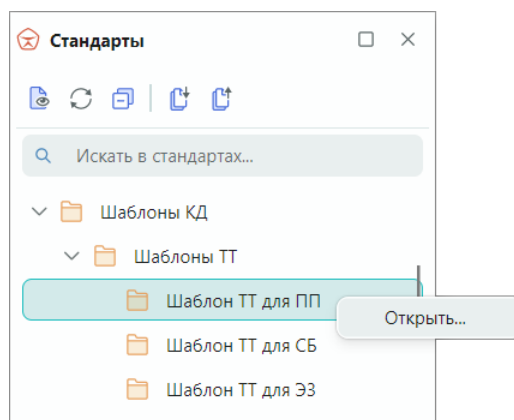 Стандарты
Искать в стандартах...
Шаблоны КД
Шаблоны ТТ
Шаблон ТТ для ПП
Открыть...
Шаблон ТТ для СБ
Шаблон ТТ для ЭЗ